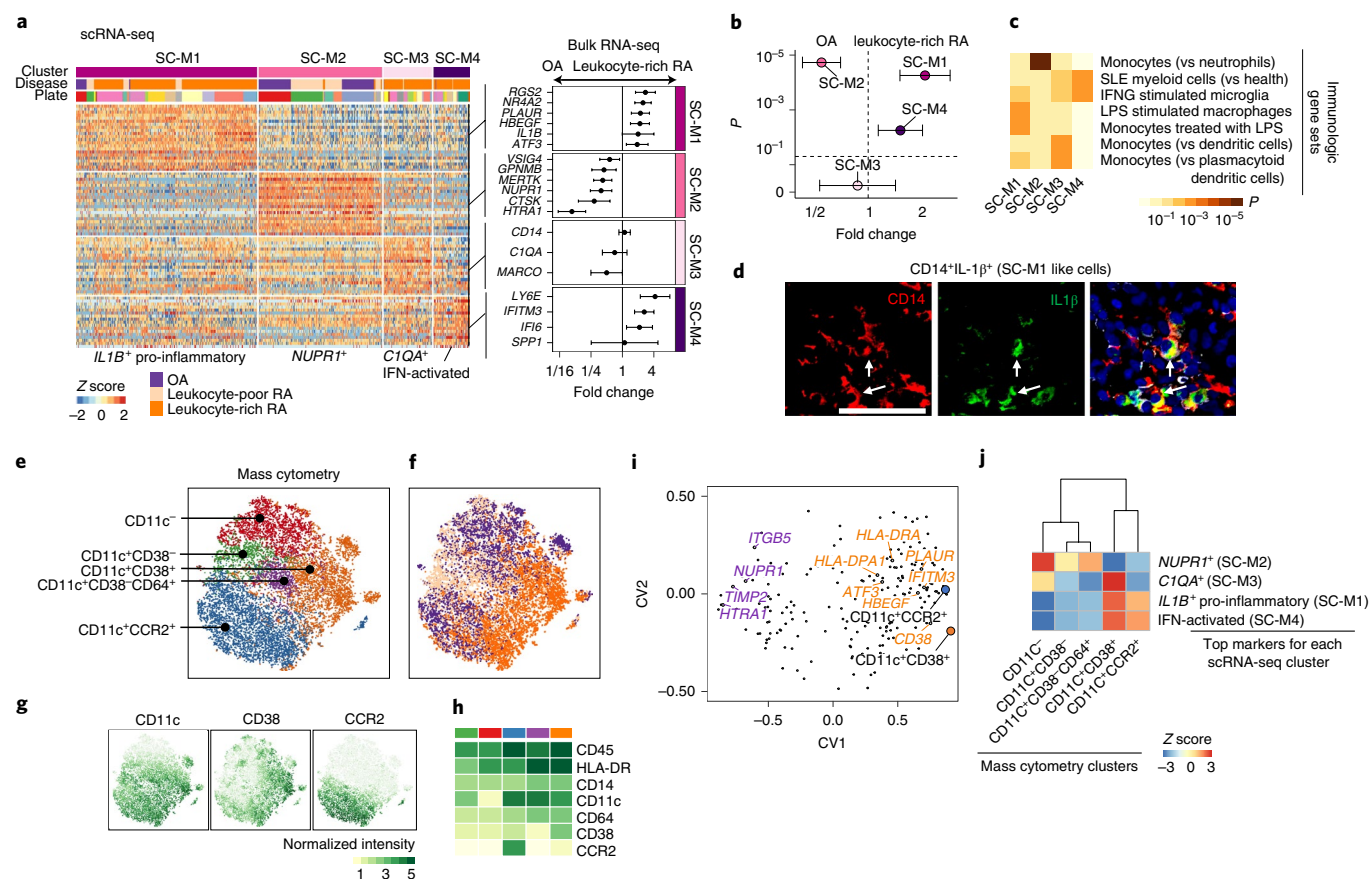 a
scRNA-seq
SC-M1
SC-M2
SC-M3
SC-M4
Cluster
Disease
Plate
IL1B⁺ pro-inflammatory
NUPR1⁺
C1QA⁺
IFN-activated
Z score
−2
0
2
OA
Leukocyte-poor RA
Leukocyte-rich RA
Bulk RNA-seq
OA
Leukocyte-rich RA
RGS2
NR4A2
PLAUR
HBEGF
IL1B
ATF3
SC-M1
VSIG4
GPNMB
MERTK
NUPR1
CTSK
HTRA1
SC-M2
CD14
C1QA
MARCO
SC-M3
LY6E
IFITM3
IFI6
SPP1
SC-M4
1/16
1/4
1
4
Fold change
b
OA
leukocyte-rich RA
10⁻⁵
10⁻³
10⁻¹
0
P
SC-M1
SC-M2
SC-M4
SC-M3
1/2
1
2
Fold change
c
Monocytes (vs neutrophils)
SLE myeloid cells (vs health)
IFNG stimulated microglia
LPS stimulated macrophages
Monocytes treated with LPS
Monocytes (vs dendritic cells)
Monocytes (vs plasmacytoid
dendritic cells)
Immunologic
gene sets
SC-M1
SC-M2
SC-M3
SC-M4
P
10⁻¹
10⁻³
10⁻⁵
d
CD14⁺IL-1β⁺ (SC-M1 like cells)
CD14
IL1β
e
Mass cytometry
CD11c⁻
CD11c⁺CD38⁻
CD11c⁺CD38⁺
CD11c⁺CD38⁻CD64⁺
CD11c⁺CCR2⁺
f
g
CD11c
CD38
CCR2
Normalized intensity
1
3
5
h
CD45
HLA-DR
CD14
CD11c
CD64
CD38
CCR2
i
0.50
0.00
−0.50
CV2
−0.5
0.0
0.5
CV1
ITGB5
NUPR1
TIMP2
HTRA1
HLA-DRA
HLA-DPA1
PLAUR
IFITM3
ATF3
HBEGF
CD11c⁺CCR2⁺
CD38
CD11c⁺CD38⁺
j
NUPR1⁺ (SC-M2)
C1QA⁺ (SC-M3)
IL1B⁺ pro-inflammatory (SC-M1)
IFN-activated (SC-M4)
Top markers for each
scRNA-seq cluster
CD11C⁻
CD11C⁺CD38⁻
CD11C⁺CD38⁻CD64⁺
CD11C⁺CD38⁺
CD11C⁺CCR2⁺
Mass cytometry clusters
Z score
−3
0
3